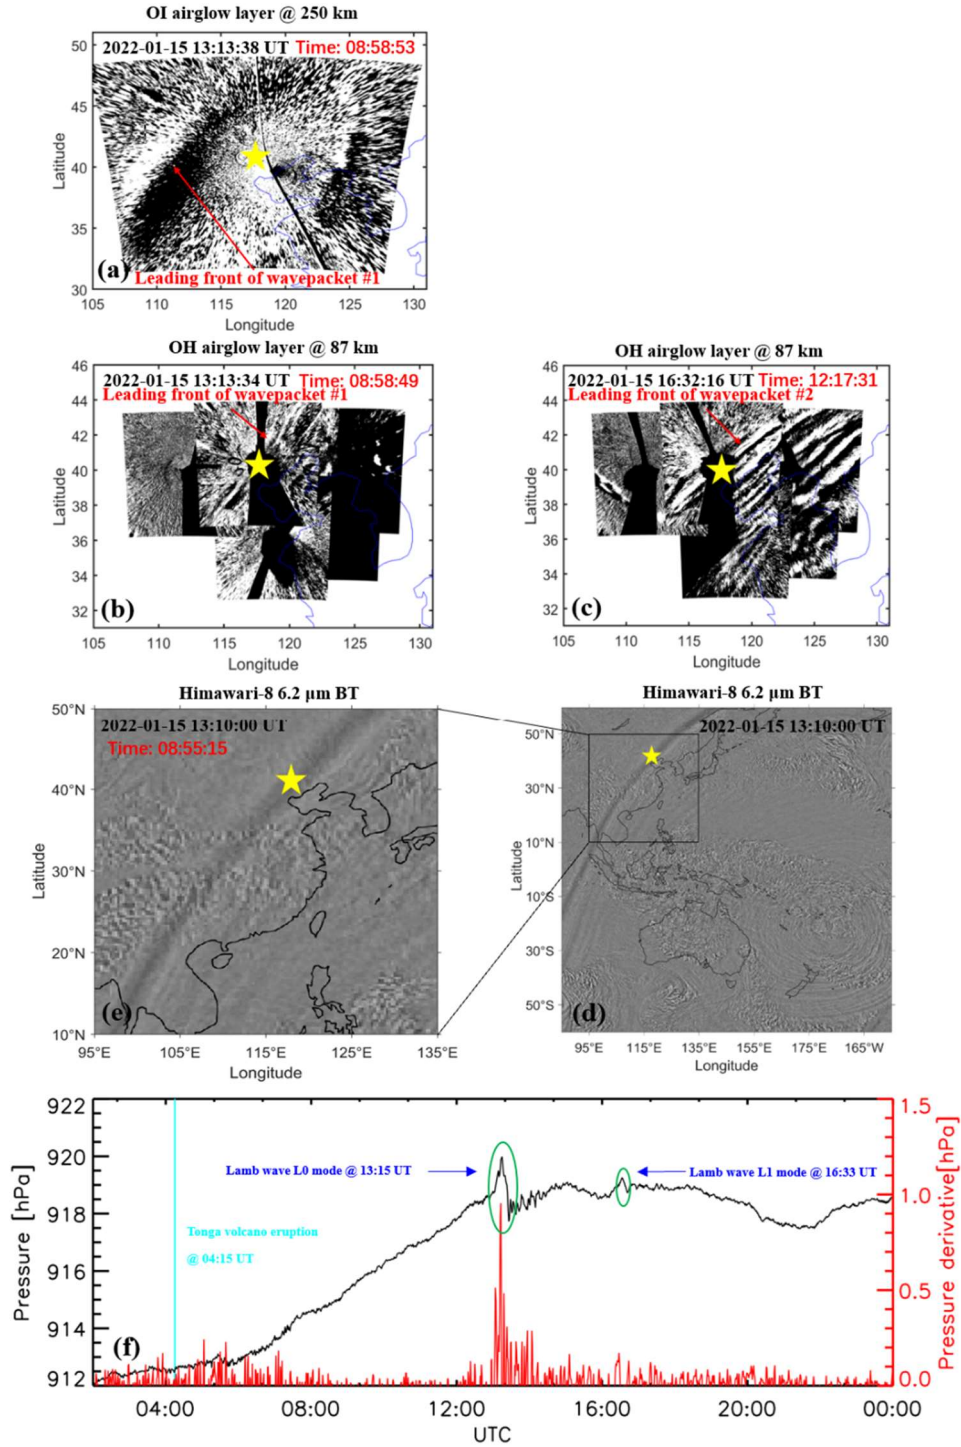 OI airglow layer @ 250 km
2022-01-15 13:13:38 UT Time: 08:58:53
50
45
40
35
30
Latitude
(a)
Leading front of wavepacket #1
105 110 115 120 125 130
Longitude
OH airglow layer @ 87 km
2022-01-15 13:13:34 UT Time: 08:58:49
Leading front of wavepacket #1
46
44
42
40
38
36
34
32
Latitude
(b)
105 110 115 120 125 130
Longitude
OH airglow layer @ 87 km
2022-01-15 16:32:16 UT Time: 12:17:31
Leading front of wavepacket #2
46
44
42
40
38
36
34
32
Latitude
(c)
105 110 115 120 125 130
Longitude
Himawari-8 6.2 μm BT
2022-01-15 13:10:00 UT
Time: 08:55:15
50°N
40°N
30°N
20°N
10°N
Latitude
(e)
95°E 105°E 115°E 125°E 135°E
Longitude
Himawari-8 6.2 μm BT
2022-01-15 13:10:00 UT
50°N
30°N
10°N
10°S
30°S
50°S
Latitude
(d)
95°E 115°E 135°E 155°E 175°E 165°W
Longitude
922
920
918
916
914
912
Pressure [hPa]
Lamb wave L0 mode @ 13:15 UT
Lamb wave L1 mode @ 16:33 UT
Tonga volcano eruption
@ 04:15 UT
(f)
1.5
1.0
0.5
0.0
Pressure derivative[hPa]
04:00 08:00 12:00 16:00 20:00 00:00
UTC